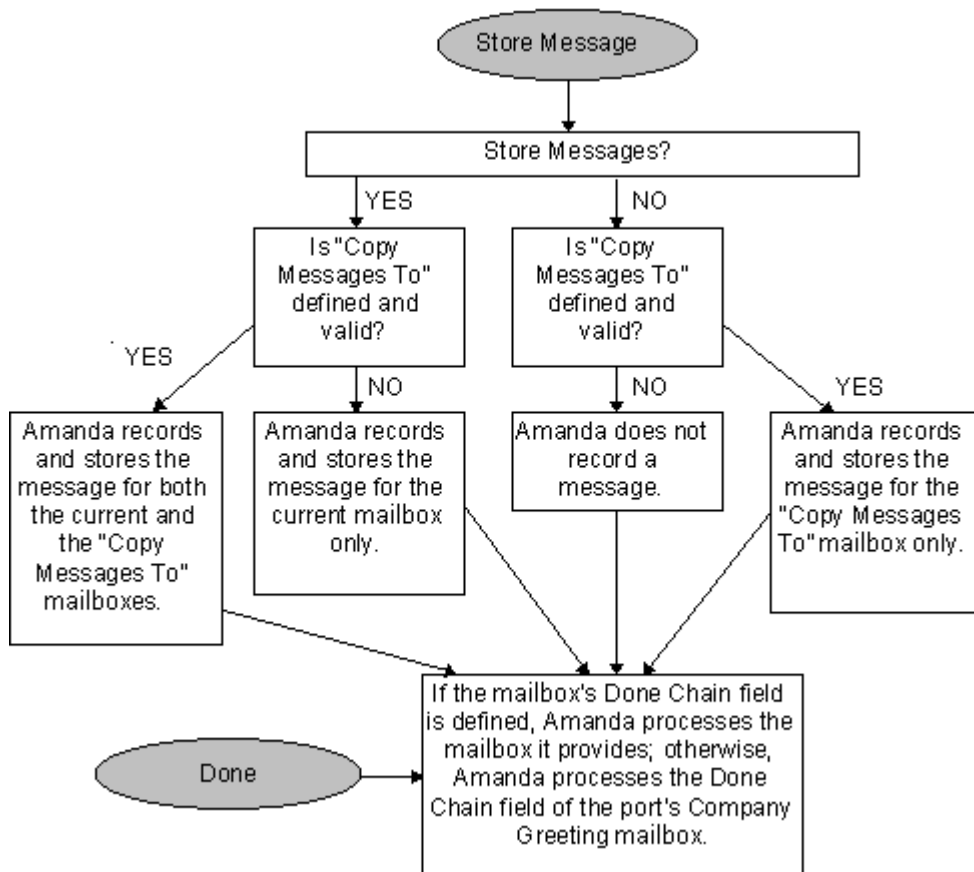 Store Message
Store Messages?
YES
NO
Is "Copy
Messages To"
defined and
valid?
Is "Copy
Messages To"
defined and
valid?
YES
NO
NO
YES
Amanda records
and stores the
message for both
the current and
the "Copy
Messages To"
mailboxes.
Amanda records
and stores the
message for the
current mailbox
only.
Amanda does not
record a
message.
Amanda records
and stores the
message for the
"Copy Messages
To" mailbox only.
If the mailbox's Done Chain field
is defined, Amanda processes the
mailbox it provides; otherwise,
Amanda processes the Done
Chain field of the port's Company
Greeting mailbox.
Done